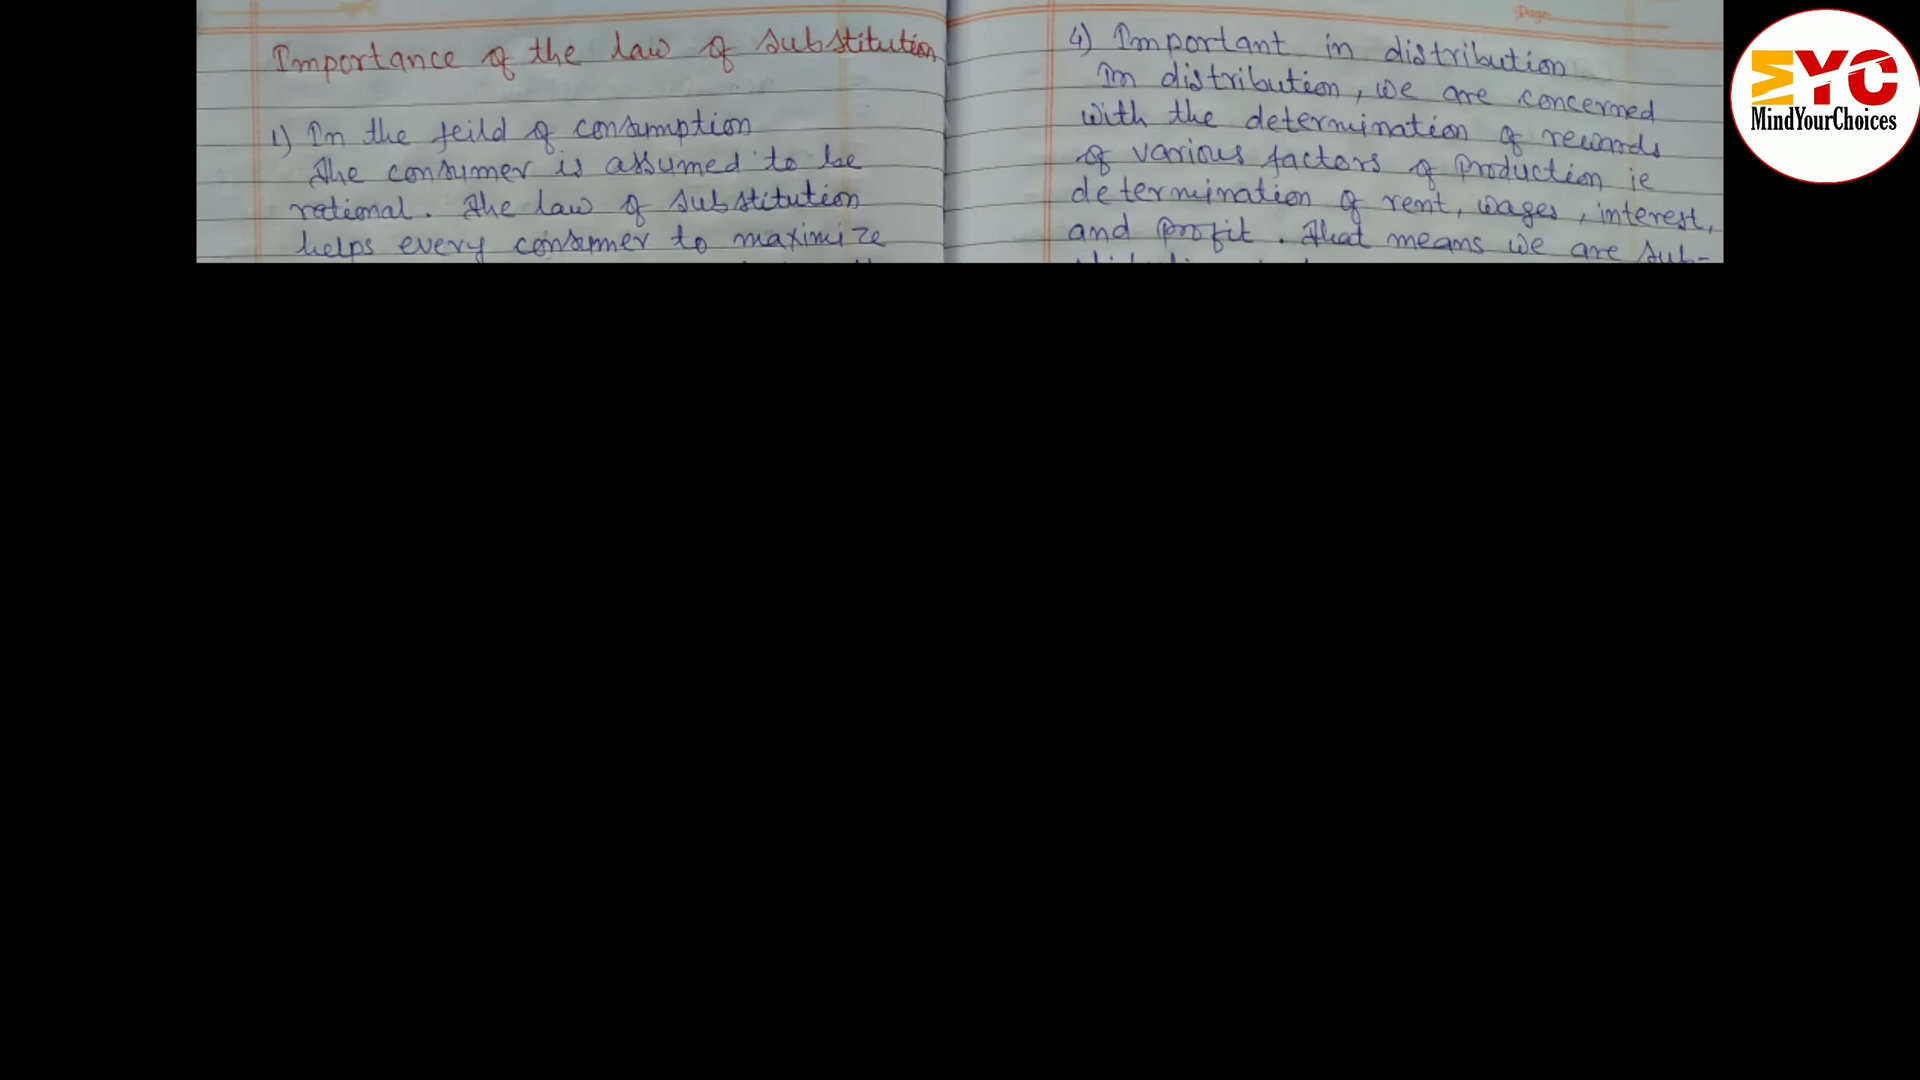 Importance of the law of substitution
1) In the feild of consumption
The consumer is assumed to be
rational. The law of substitution
helps every consumer to maximize
Page
4) Important in distribution
In distribution, we are concerned
with the determination of rewards
of various factors of production ie
determination of rent, wages, interest,
and profit. That means we are sub-
MYC
MindYourChoices